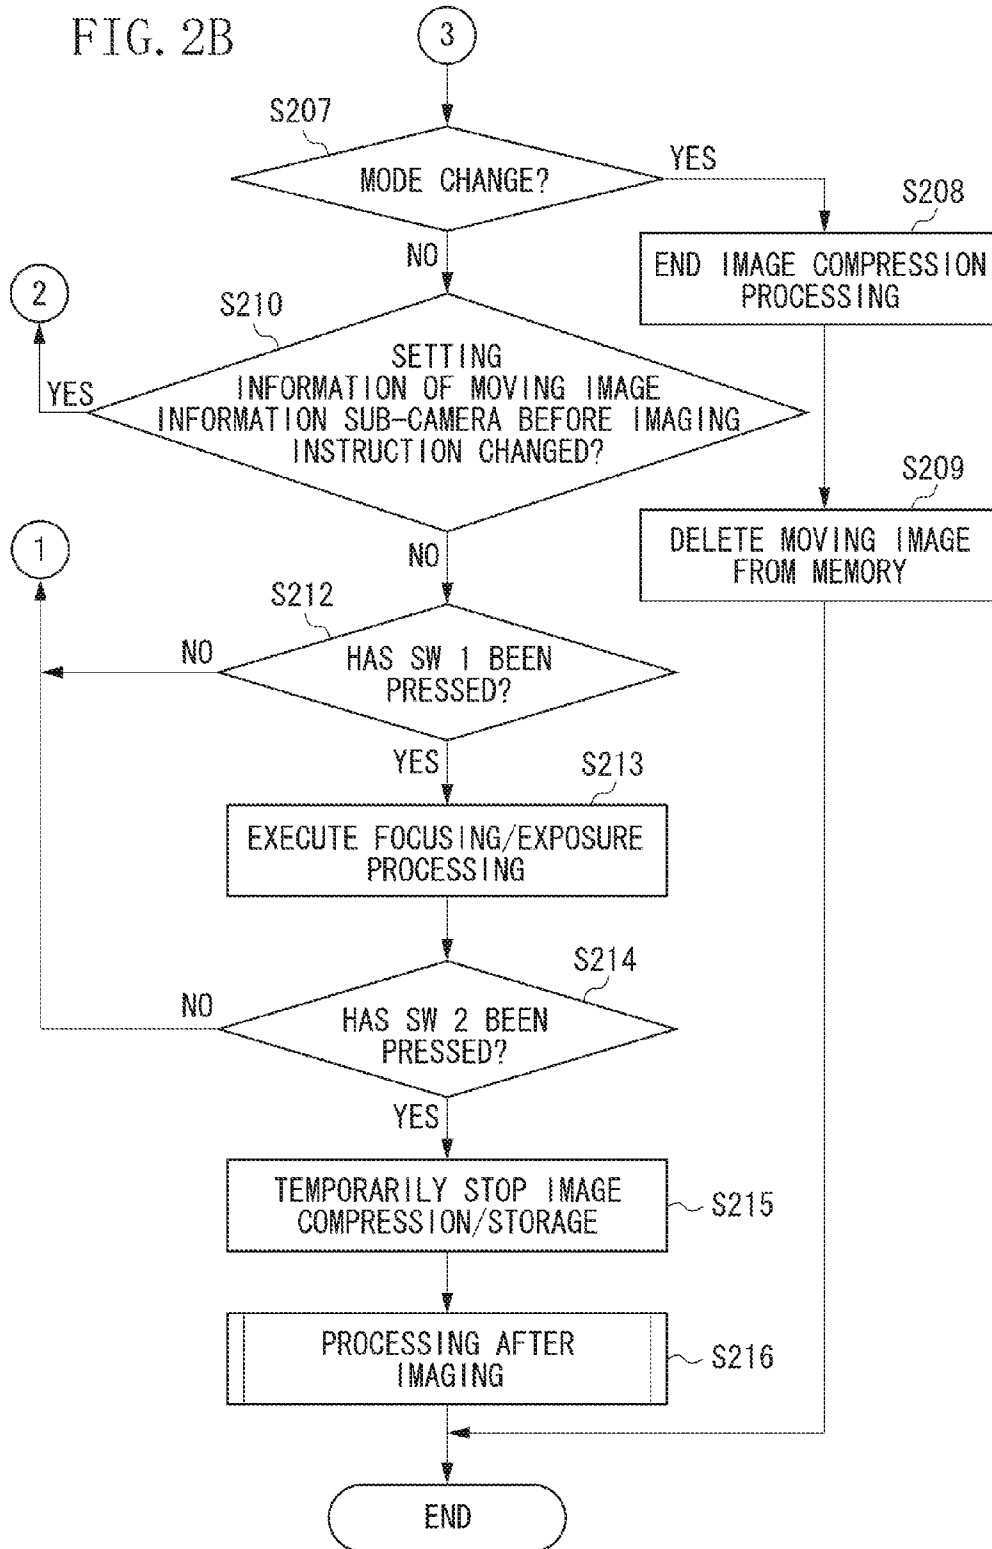 FIG. 2B
3
S207
MODE CHANGE?
YES
NO
S208
END IMAGE COMPRESSION
PROCESSING
2
S210
YES
SETTING
INFORMATION OF MOVING IMAGE
INFORMATION SUB-CAMERA BEFORE IMAGING
INSTRUCTION CHANGED?
NO
S209
DELETE MOVING IMAGE
FROM MEMORY
1
S212
NO
HAS SW 1 BEEN
PRESSED?
YES
S213
EXECUTE FOCUSING/EXPOSURE
PROCESSING
S214
NO
HAS SW 2 BEEN
PRESSED?
YES
TEMPORARILY STOP IMAGE
COMPRESSION/STORAGE
S215
PROCESSING AFTER
IMAGING
S216
END